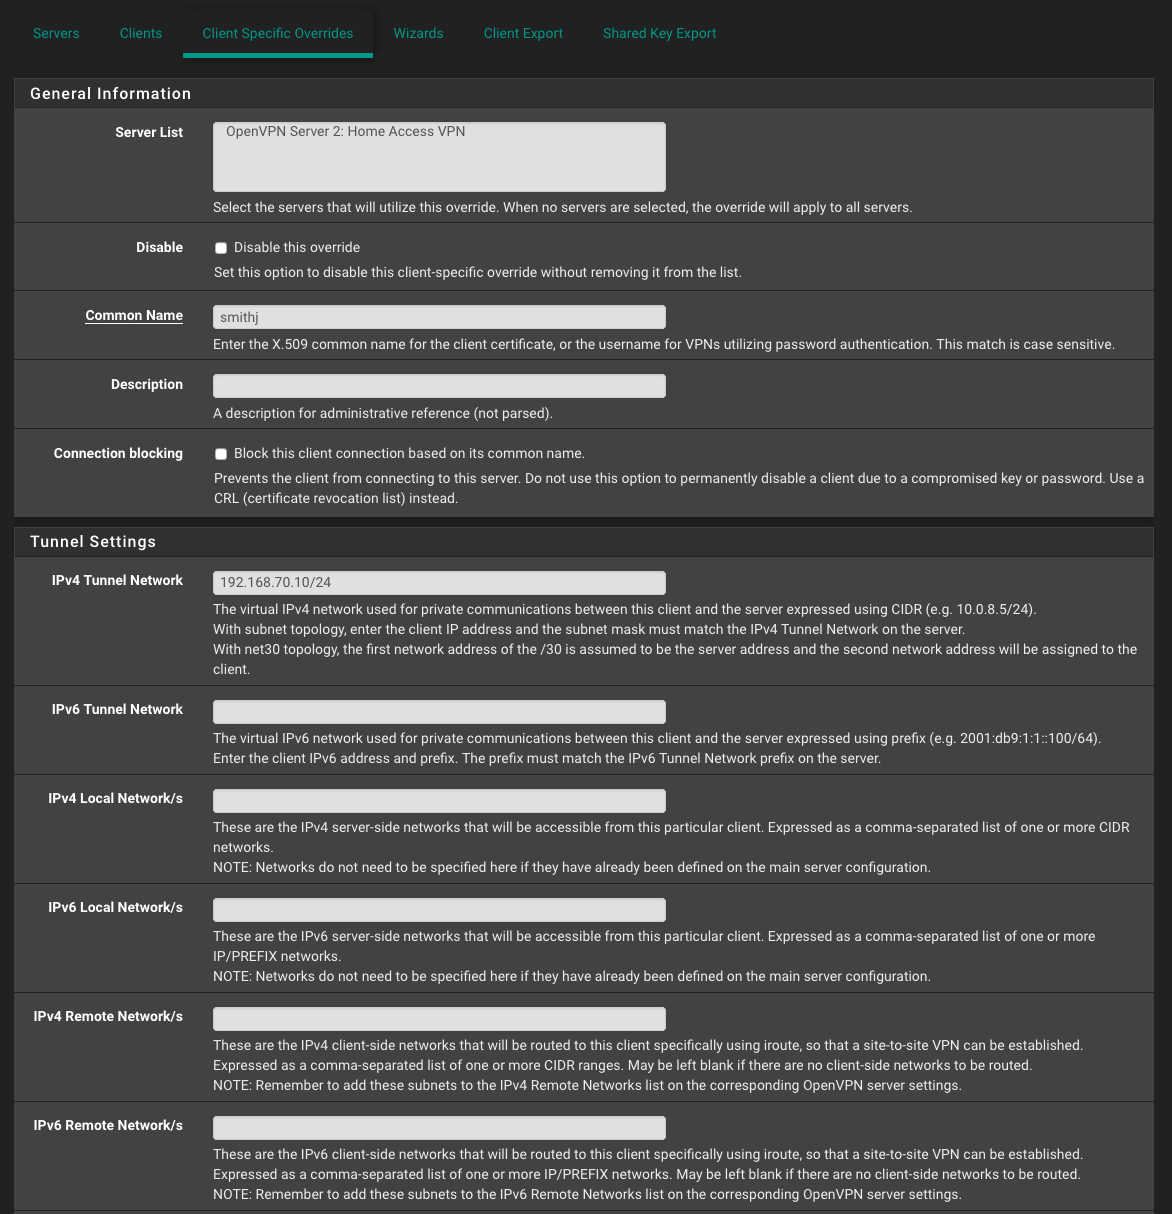 Servers Clients Client Specific Overrides Wizards Client Export Shared Key Export
General Information
Server List
OpenVPN Server 2: Home Access VPN
Select the servers that will utilize this override. When no servers are selected, the override will apply to all servers.
Disable
Disable this override
Set this option to disable this client-specific override without removing it from the list.
Common Name
smithj
Enter the X.509 common name for the client certificate, or the username for VPNs utilizing password authentication. This match is case sensitive.
Description
A description for administrative reference (not parsed).
Connection blocking
Block this client connection based on its common name.
Prevents the client from connecting to this server. Do not use this option to permanently disable a client due to a compromised key or password. Use a
CRL (certificate revocation list) instead.
Tunnel Settings
IPv4 Tunnel Network
192.168.70.10/24
The virtual IPv4 network used for private communications between this client and the server expressed using CIDR (e.g. 10.0.8.5/24).
With subnet topology, enter the client IP address and the subnet mask must match the IPv4 Tunnel Network on the server.
With net30 topology, the first network address of the /30 is assumed to be the server address and the second network address will be assigned to the
client.
IPv6 Tunnel Network
The virtual IPv6 network used for private communications between this client and the server expressed using prefix (e.g. 2001:db9:1:1::100/64).
Enter the client IPv6 address and prefix. The prefix must match the IPv6 Tunnel Network prefix on the server.
IPv4 Local Network/s
These are the IPv4 server-side networks that will be accessible from this particular client. Expressed as a comma-separated list of one or more CIDR
networks.
NOTE: Networks do not need to be specified here if they have already been defined on the main server configuration.
IPv6 Local Network/s
These are the IPv6 server-side networks that will be accessible from this particular client. Expressed as a comma-separated list of one or more
IP/PREFIX networks.
NOTE: Networks do not need to be specified here if they have already been defined on the main server configuration.
IPv4 Remote Network/s
These are the IPv4 client-side networks that will be routed to this client specifically using iroute, so that a site-to-site VPN can be established.
Expressed as a comma-separated list of one or more CIDR ranges. May be left blank if there are no client-side networks to be routed.
NOTE: Remember to add these subnets to the IPv4 Remote Networks list on the corresponding OpenVPN server settings.
IPv6 Remote Network/s
These are the IPv6 client-side networks that will be routed to this client specifically using iroute, so that a site-to-site VPN can be established.
Expressed as a comma-separated list of one or more IP/PREFIX networks. May be left blank if there are no client-side networks to be routed.
NOTE: Remember to add these subnets to the IPv6 Remote Networks list on the corresponding OpenVPN server settings.